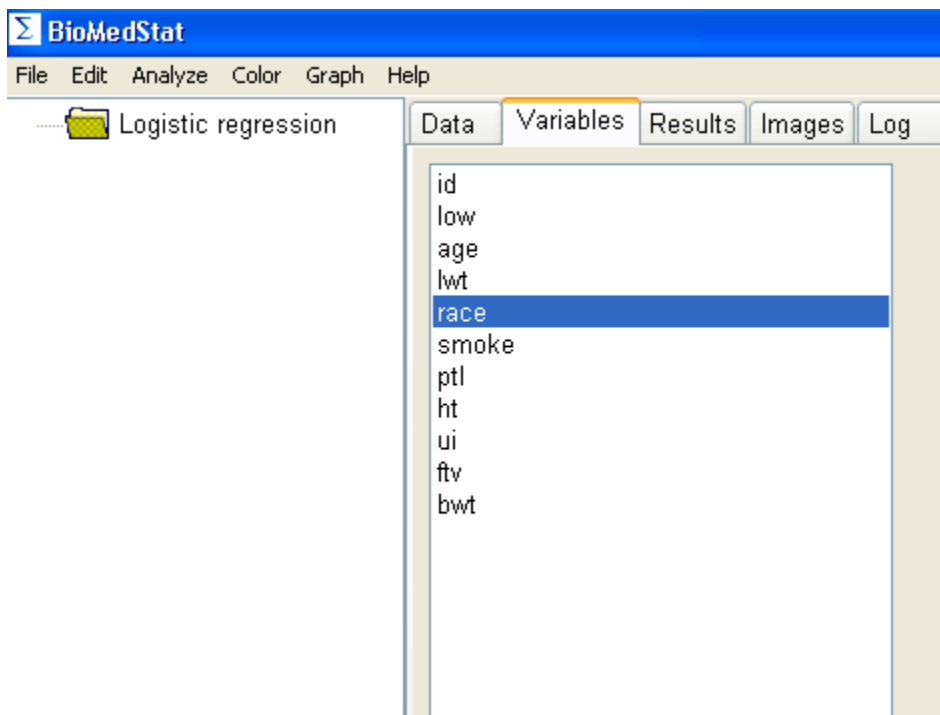 Σ BioMedStat
File Edit Analyze Color Graph Help
Logistic regression
Data Variables Results Images Log
id
low
age
lwt
race
smoke
ptl
ht
ui
ftv
bwt